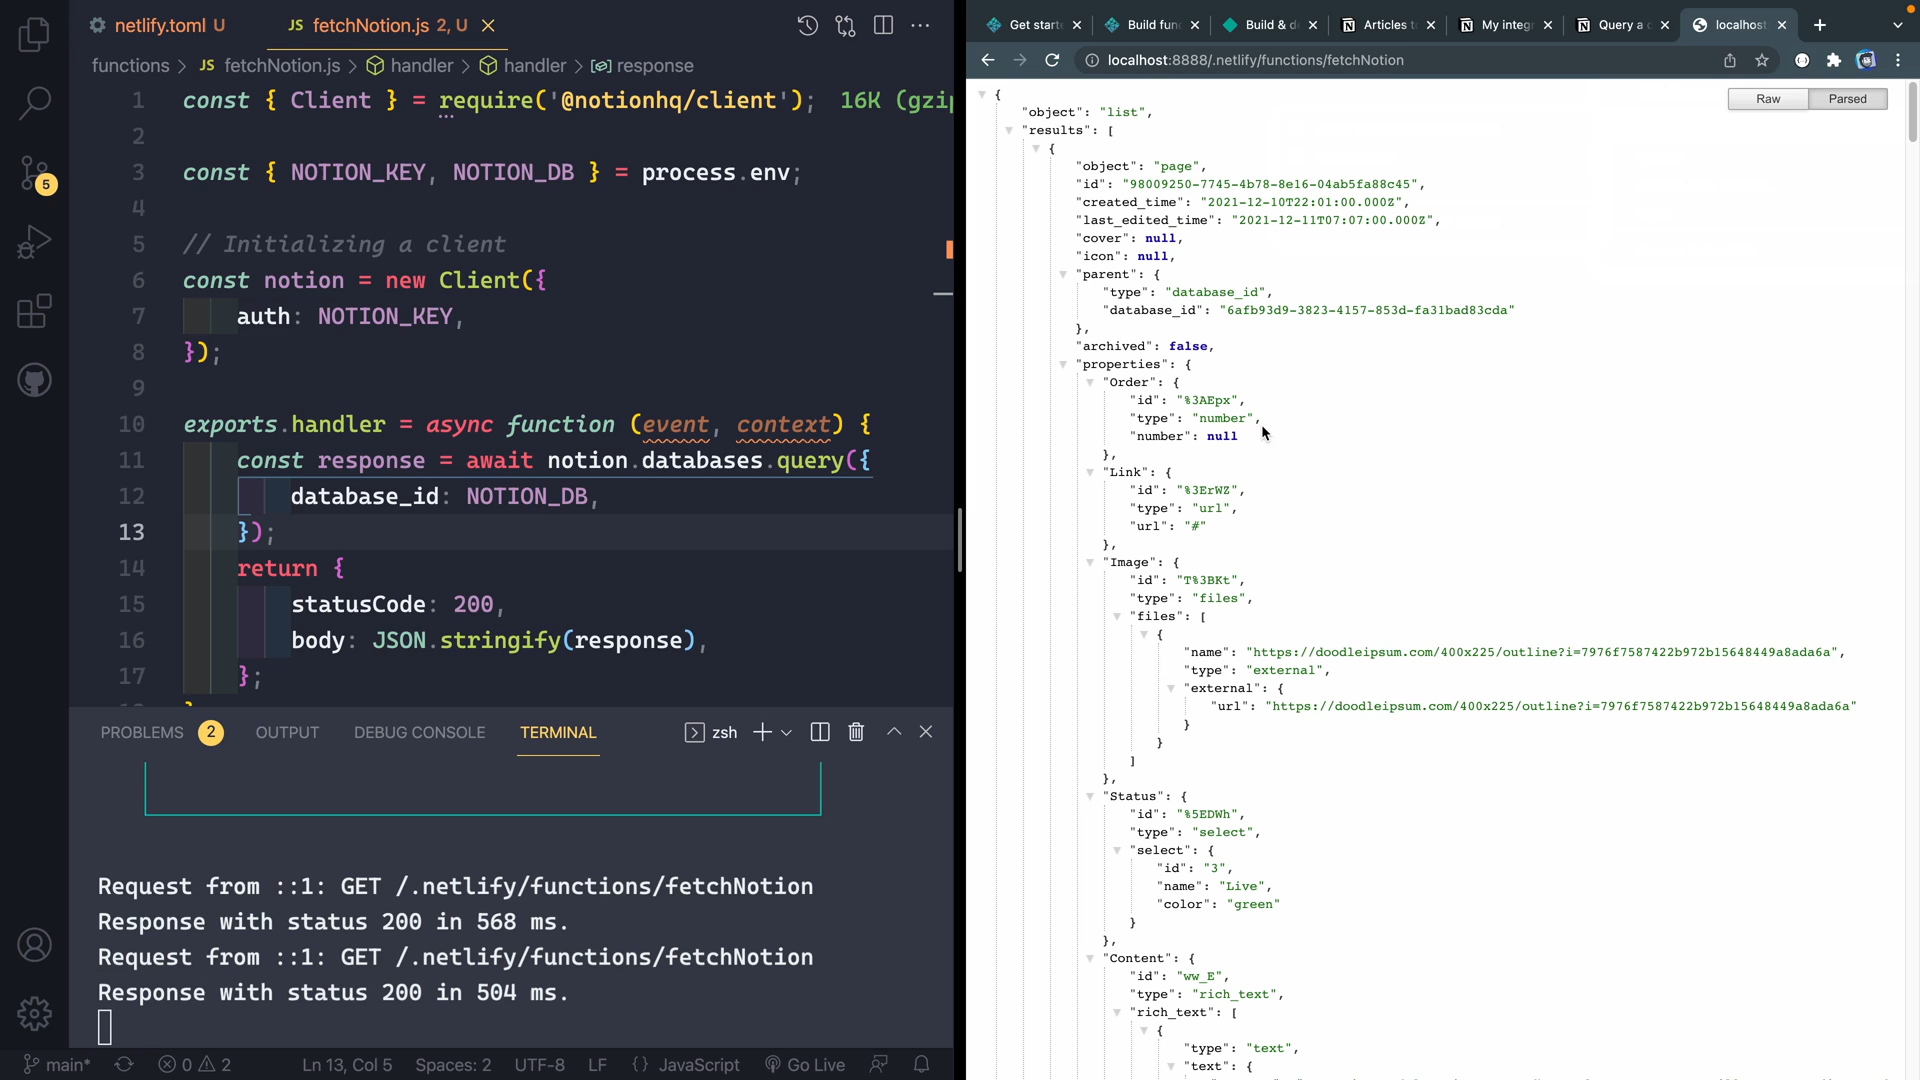 netlify.toml U
JS fetchNotion.js 2, U
functions > JS fetchNotion.js > handler > handler > response
1 const { Client } = require('@notionhq/client'); 16K (gzip
2
3 const { NOTION_KEY, NOTION_DB } = process.env;
4
5 // Initializing a client
6 const notion = new Client({
7 auth: NOTION_KEY,
8 });
9
10 exports.handler = async function (event, context) {
11 const response = await notion.databases.query({
12 database_id: NOTION_DB,
13 });
14 return {
15 statusCode: 200,
16 body: JSON.stringify(response),
17 };
5
PROBLEMS 2 OUTPUT DEBUG CONSOLE TERMINAL zsh
Request from ::1: GET /.netlify/functions/fetchNotion
Response with status 200 in 568 ms.
Request from ::1: GET /.netlify/functions/fetchNotion
Response with status 200 in 504 ms.
main* 0 2 Ln 13, Col 5 Spaces: 2 UTF-8 LF {} JavaScript Go Live
Get start Build fun Build & d Articles t My integ Query a d localhost
localhost:8888/.netlify/functions/fetchNotion
Raw Parsed
{
"object": "list",
"results": [
{
"object": "page",
"id": "98009250-7745-4b78-8e16-04ab5fa88c45",
"created_time": "2021-12-10T22:01:00.000Z",
"last_edited_time": "2021-12-11T07:07:00.000Z",
"cover": null,
"icon": null,
"parent": {
"type": "database_id",
"database_id": "6afb93d9-3823-4157-853d-fa31bad83cda"
},
"archived": false,
"properties": {
"Order": {
"id": "%3AEpx",
"type": "number",
"number": null
},
"Link": {
"id": "%3ErWZ",
"type": "url",
"url": "#"
},
"Image": {
"id": "T%3BKt",
"type": "files",
"files": [
{
"name": "https://doodleipsum.com/400x225/outline?i=7976f7587422b972b15648449a8ada6a",
"type": "external",
"external": {
"url": "https://doodleipsum.com/400x225/outline?i=7976f7587422b972b15648449a8ada6a"
}
}
]
},
"Status": {
"id": "%5EDWh",
"type": "select",
"select": {
"id": "3",
"name": "Live",
"color": "green"
}
},
"Content": {
"id": "ww_E",
"type": "rich_text",
"rich_text": [
{
"type": "text",
"text": {